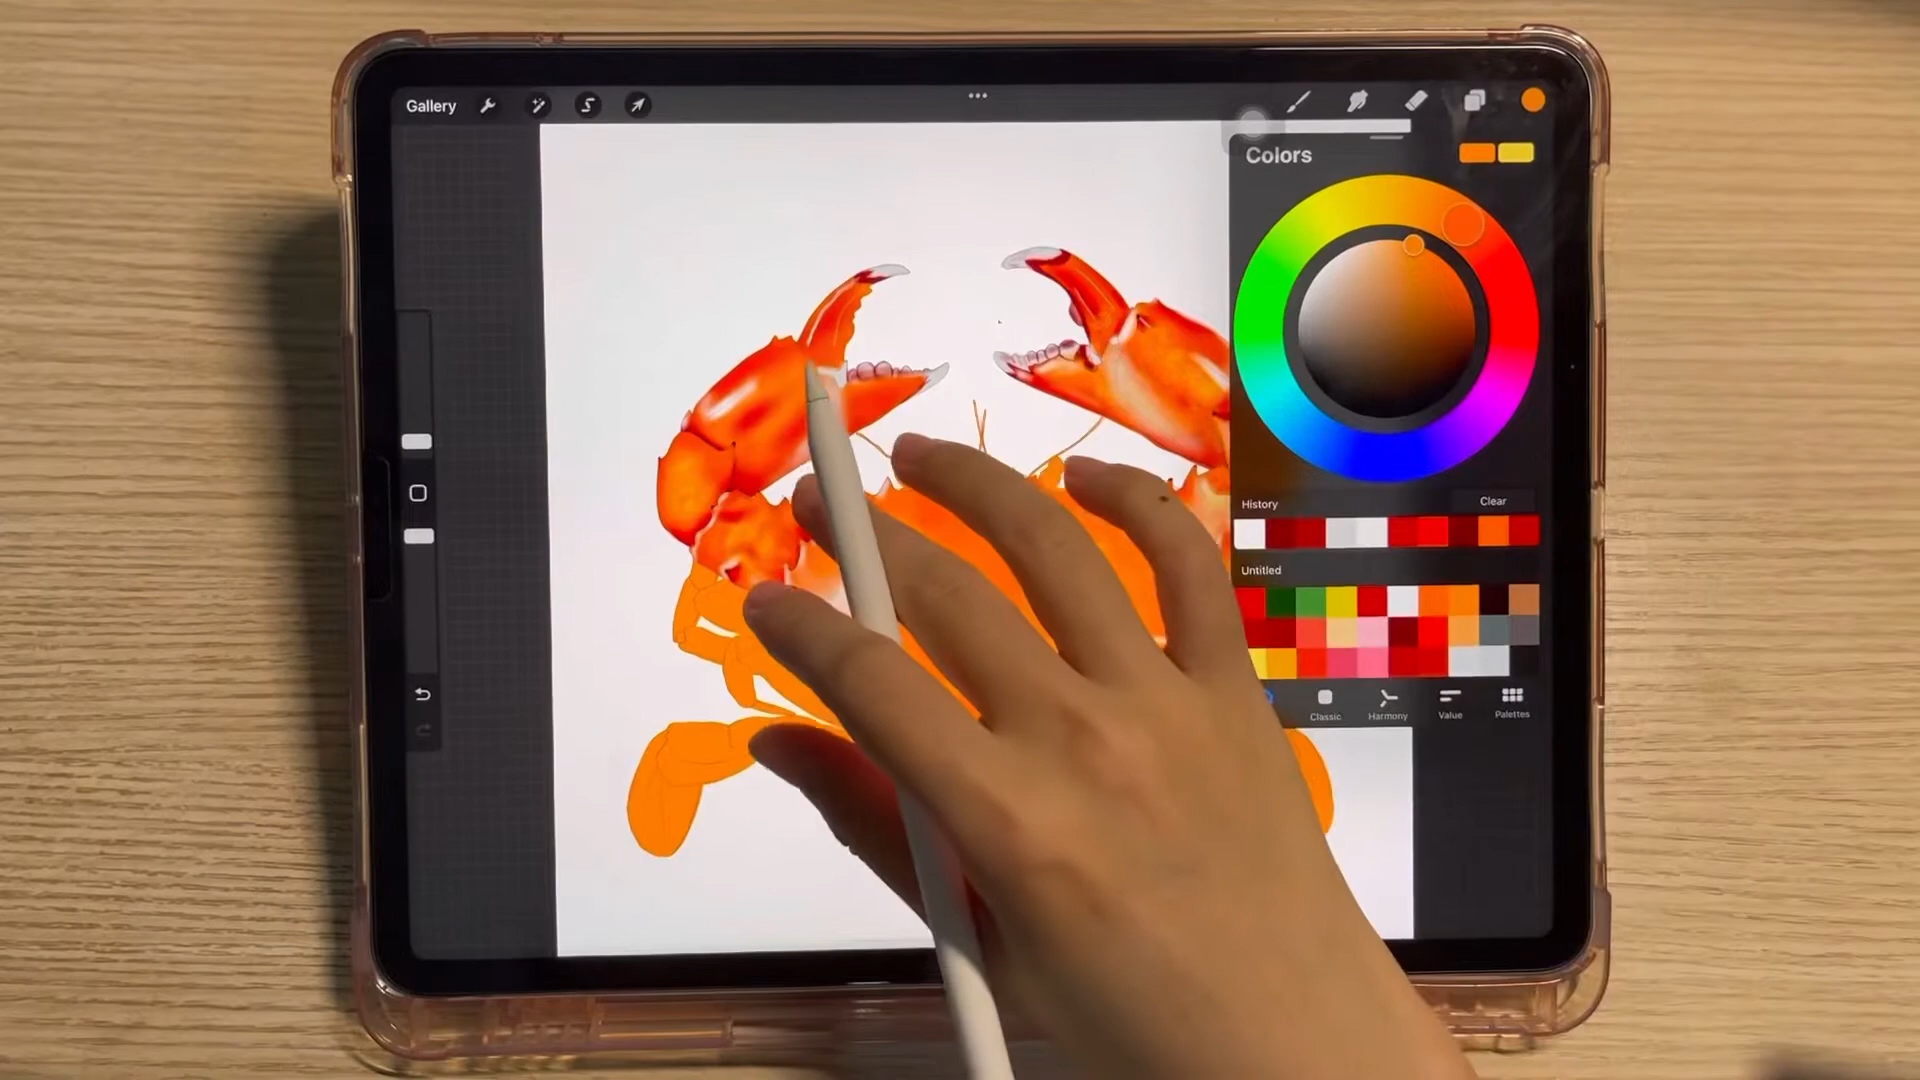 Gallery
Colors
History
Clear
Untitled
Classic
Harmony
Value
Palettes